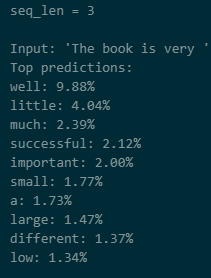 seq_len = 3
Input: 'The book is very '
Top predictions:
well: 9.88%
little: 4.04%
much: 2.39%
successful: 2.12%
important: 2.00%
small: 1.77%
a: 1.73%
large: 1.47%
different: 1.37%
low: 1.34%